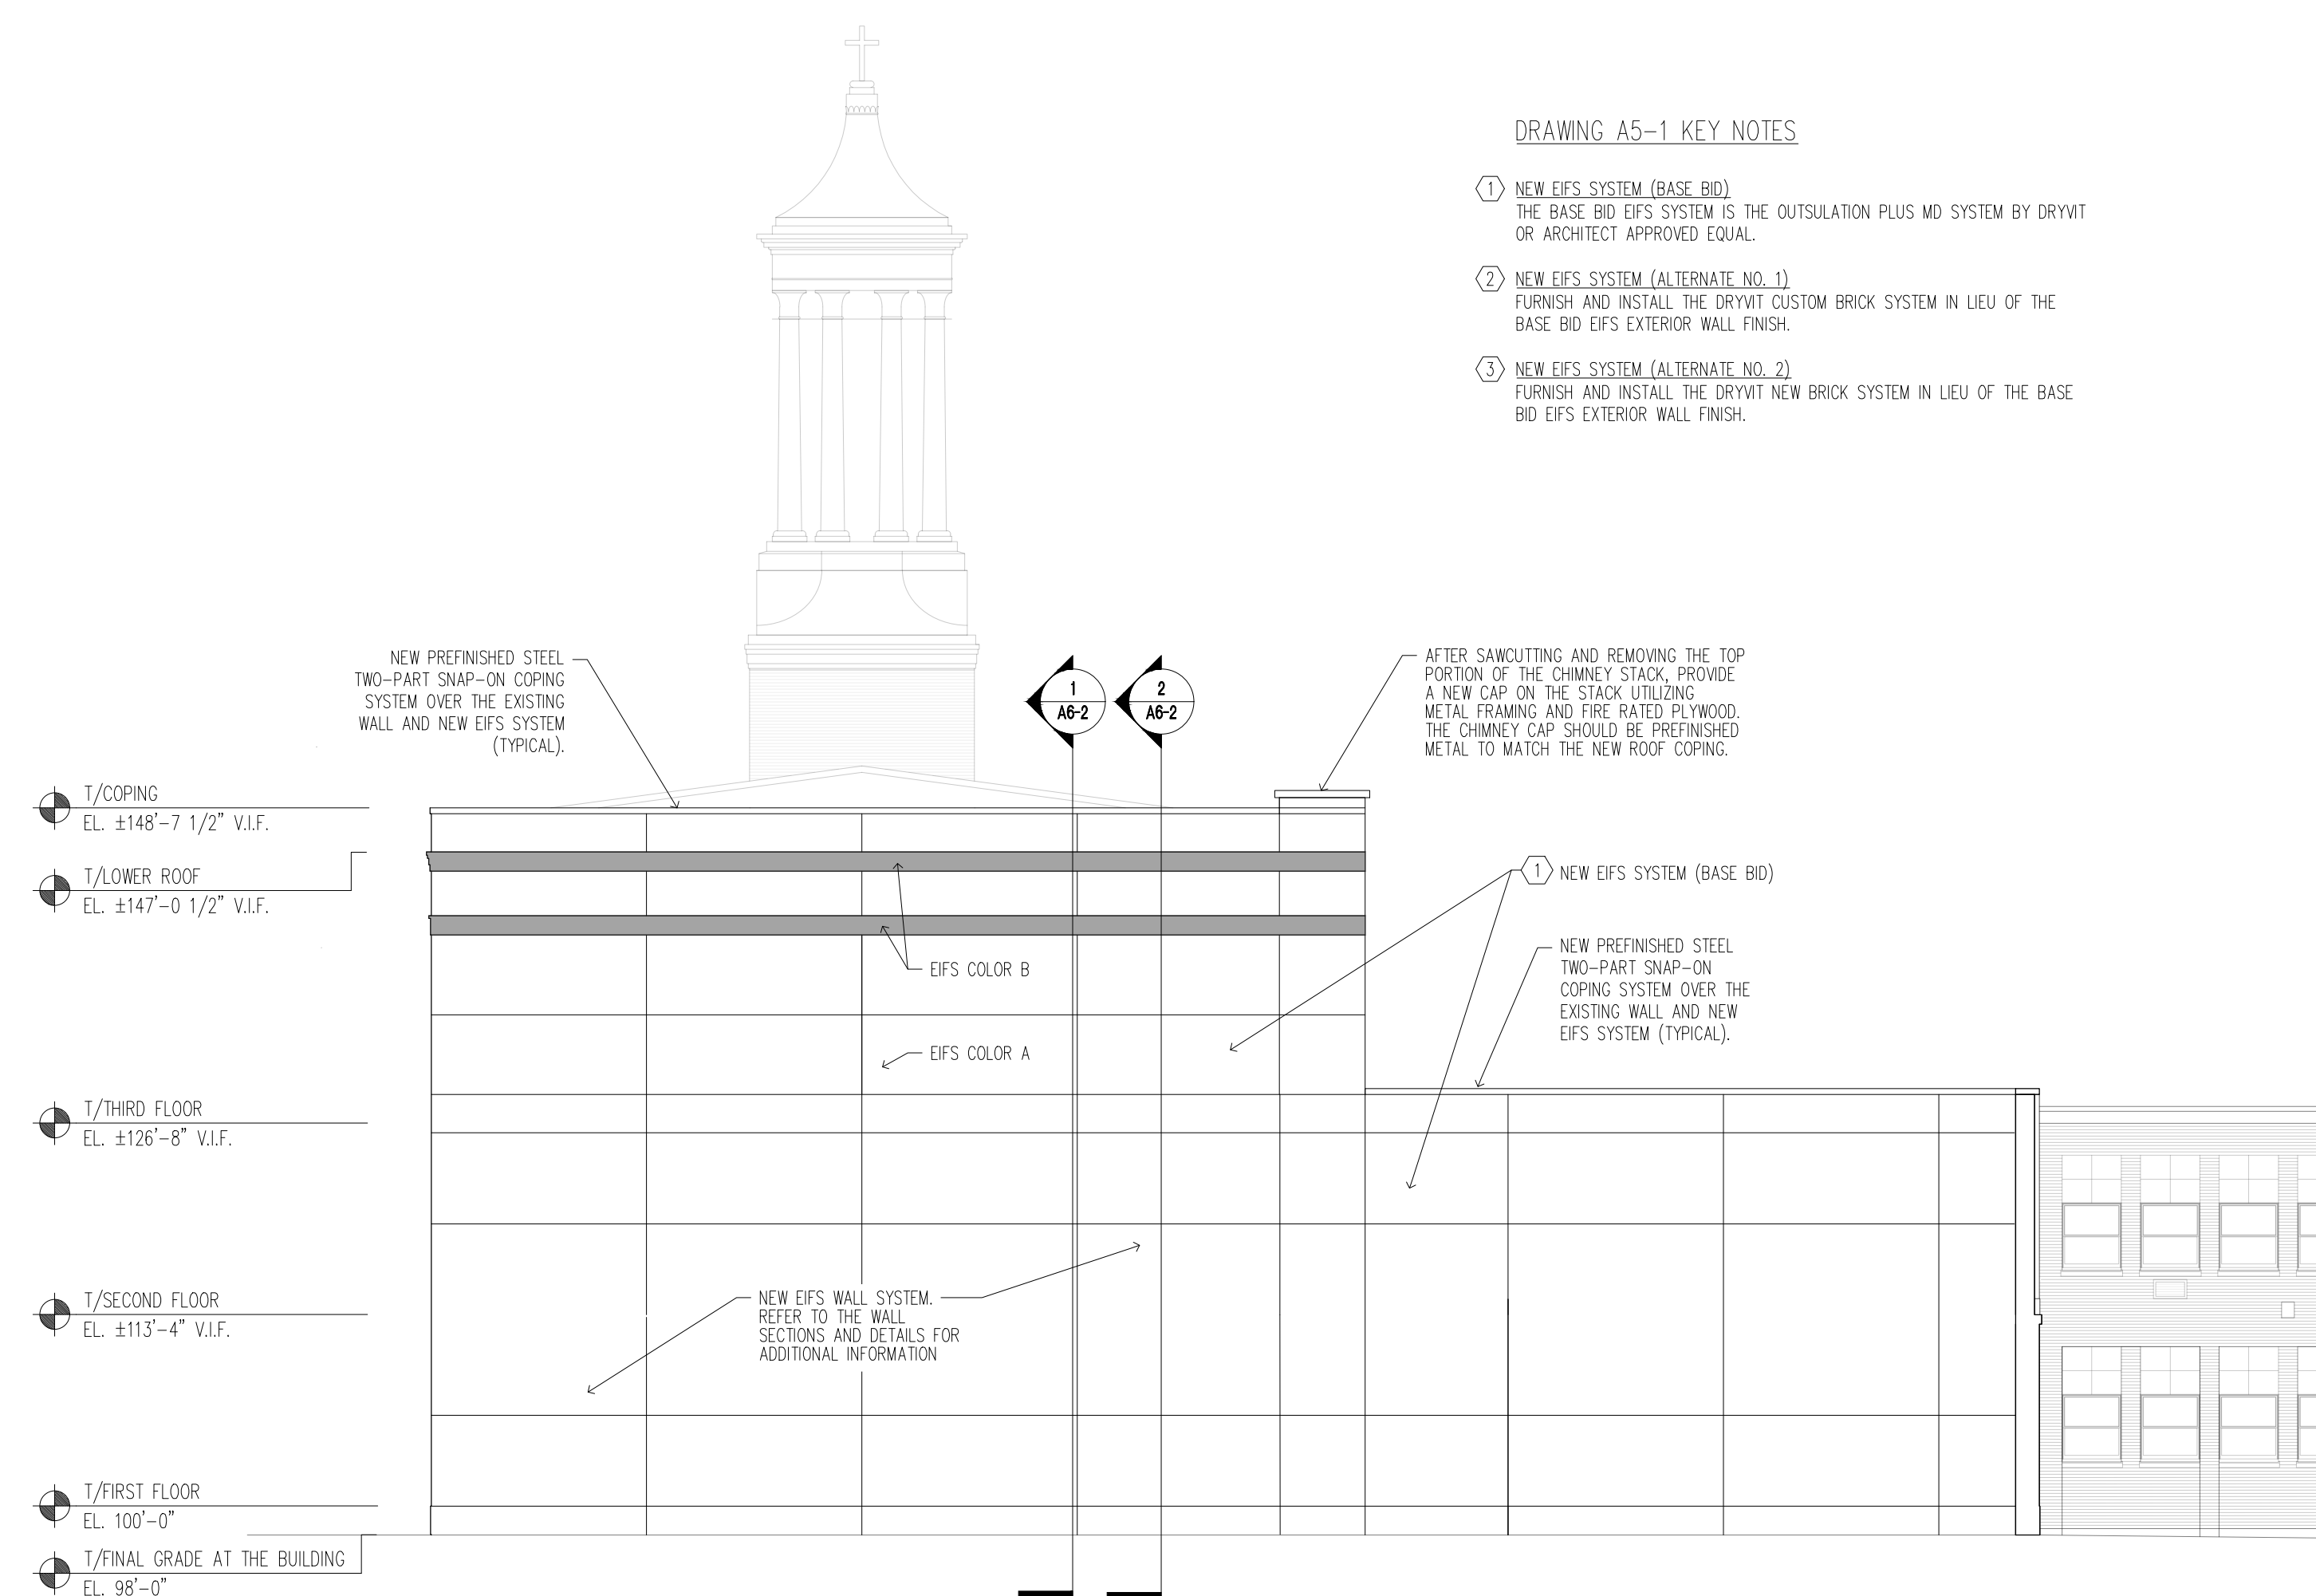 DRAWING A5-1 KEY NOTES
1
NEW EIFS SYSTEM (BASE BID)
THE BASE BID EIFS SYSTEM IS THE OUTSULATION PLUS MD SYSTEM BY DRYVIT
OR ARCHITECT APPROVED EQUAL.
2
NEW EIFS SYSTEM (ALTERNATE NO. 1)
FURNISH AND INSTALL THE DRYVIT CUSTOM BRICK SYSTEM IN LIEU OF THE
BASE BID EIFS EXTERIOR WALL FINISH.
3
NEW EIFS SYSTEM (ALTERNATE NO. 2)
FURNISH AND INSTALL THE DRYVIT NEW BRICK SYSTEM IN LIEU OF THE BASE
BID EIFS EXTERIOR WALL FINISH.
NEW PREFINISHED STEEL
TWO-PART SNAP-ON COPING
SYSTEM OVER THE EXISTING
WALL AND NEW EIFS SYSTEM
(TYPICAL).
1
A6-2
2
A6-2
AFTER SAWCUTTING AND REMOVING THE TOP
PORTION OF THE CHIMNEY STACK, PROVIDE
A NEW CAP ON THE STACK UTILIZING
METAL FRAMING AND FIRE RATED PLYWOOD.
THE CHIMNEY CAP SHOULD BE PREFINISHED
METAL TO MATCH THE NEW ROOF COPING.
T/COPING
EL. ±148'-7 1/2" V.I.F.
T/LOWER ROOF
EL. ±147'-0 1/2" V.I.F.
1
NEW EIFS SYSTEM (BASE BID)
EIFS COLOR B
NEW PREFINISHED STEEL
TWO-PART SNAP-ON
COPING SYSTEM OVER THE
EXISTING WALL AND NEW
EIFS SYSTEM (TYPICAL).
EIFS COLOR A
T/THIRD FLOOR
EL. ±126'-8" V.I.F.
T/SECOND FLOOR
EL. ±113'-4" V.I.F.
NEW EIFS WALL SYSTEM.
REFER TO THE WALL
SECTIONS AND DETAILS FOR
ADDITIONAL INFORMATION
T/FIRST FLOOR
EL. 100'-0"
T/FINAL GRADE AT THE BUILDING
EL. 98'-0"